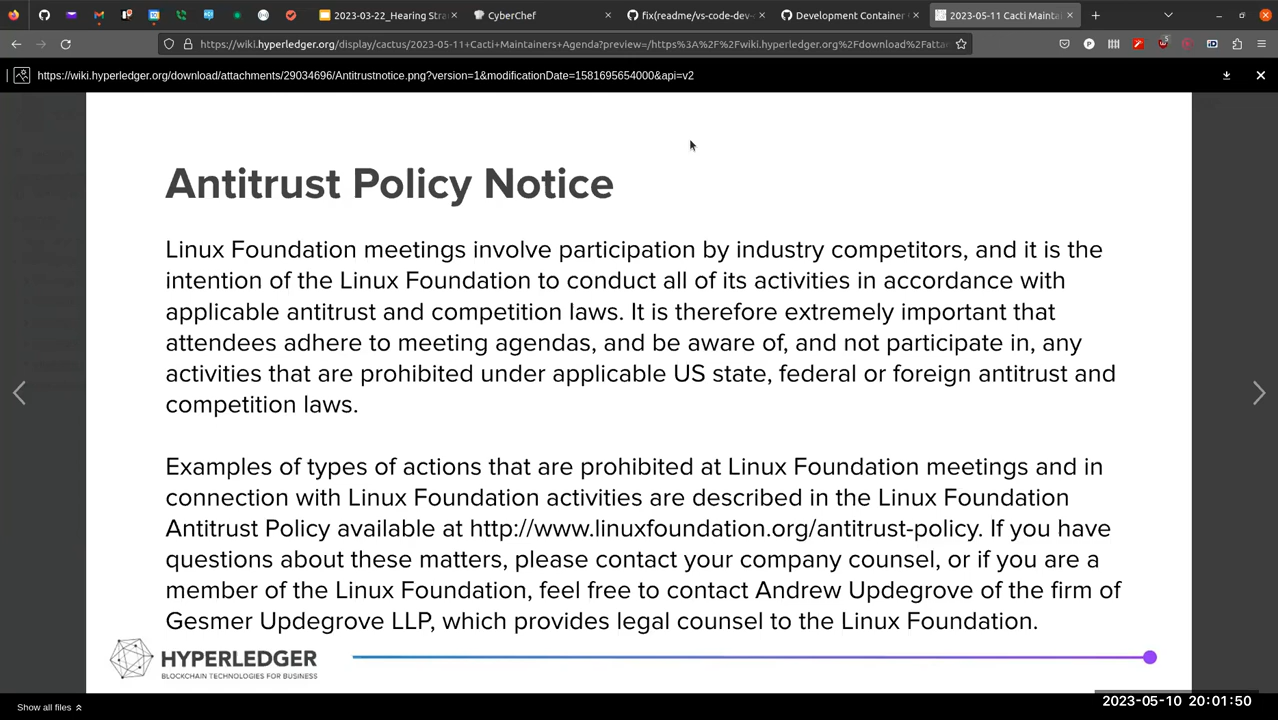 2023-03-22_Hearing Stra
CyberChef
fix(readme/vs-code-dev-
Development Container
2023-05-11 Cacti Maintai
https://wiki.hyperledger.org/display/cactus/2023-05-11+Cacti+Maintainers+Agenda?preview=/https%3A%2F%2Fwiki.hyperledger.org%2Fdownload%2Fattac
https://wiki.hyperledger.org/download/attachments/29034696/Antitrustnotice.png?version=1&modificationDate=1581695654000&api=v2
Antitrust Policy Notice
Linux Foundation meetings involve participation by industry competitors, and it is the
intention of the Linux Foundation to conduct all of its activities in accordance with
applicable antitrust and competition laws. It is therefore extremely important that
attendees adhere to meeting agendas, and be aware of, and not participate in, any
activities that are prohibited under applicable US state, federal or foreign antitrust and
competition laws.
Examples of types of actions that are prohibited at Linux Foundation meetings and in
connection with Linux Foundation activities are described in the Linux Foundation
Antitrust Policy available at http://www.linuxfoundation.org/antitrust-policy. If you have
questions about these matters, please contact your company counsel, or if you are a
member of the Linux Foundation, feel free to contact Andrew Updegrove of the firm of
Gesmer Updegrove LLP, which provides legal counsel to the Linux Foundation.
HYPERLEDGER
BLOCKCHAIN TECHNOLOGIES FOR BUSINESS
Show all files
2023-05-10 20:01:50